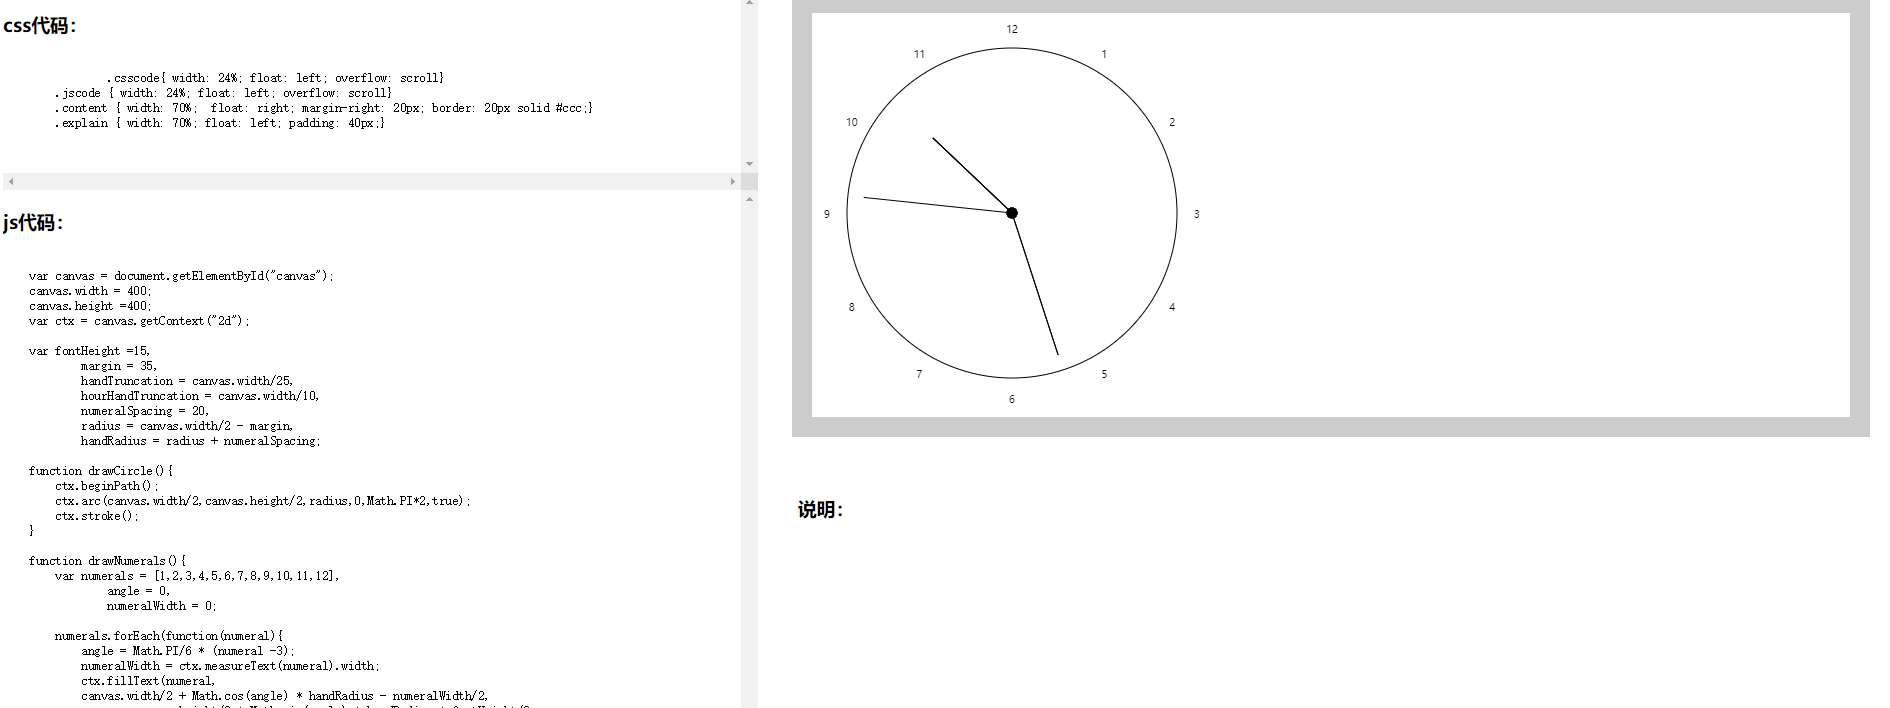 css代码：
.csscode{ width: 24%; float: left; overflow: scroll}
.jscode { width: 24%; float: left; overflow: scroll}
.content { width: 70%;  float: right; margin-right: 20px; border: 20px solid #ccc;}
.explain { width: 70%; float: left; padding: 40px;}
js代码：
var canvas = document.getElementById("canvas");
canvas.width = 400;
canvas.height =400;
var ctx = canvas.getContext("2d");
var fontHeight =15,
margin = 35,
handTruncation = canvas.width/25,
hourHandTruncation = canvas.width/10,
numeralSpacing = 20,
radius = canvas.width/2 - margin,
handRadius = radius + numeralSpacing;
function drawCircle(){
ctx.beginPath();
ctx.arc(canvas.width/2,canvas.height/2,radius,0,Math.PI*2,true);
ctx.stroke();
}
function drawNumerals(){
var numerals = [1,2,3,4,5,6,7,8,9,10,11,12],
angle = 0,
numeralWidth = 0;
numerals.forEach(function(numeral){
angle = Math.PI/6 * (numeral -3);
numeralWidth = ctx.measureText(numeral).width;
ctx.fillText(numeral,
canvas.width/2 + Math.cos(angle) * handRadius - numeralWidth/2,
12
11
1
10
2
9
3
8
4
7
5
6
说明：